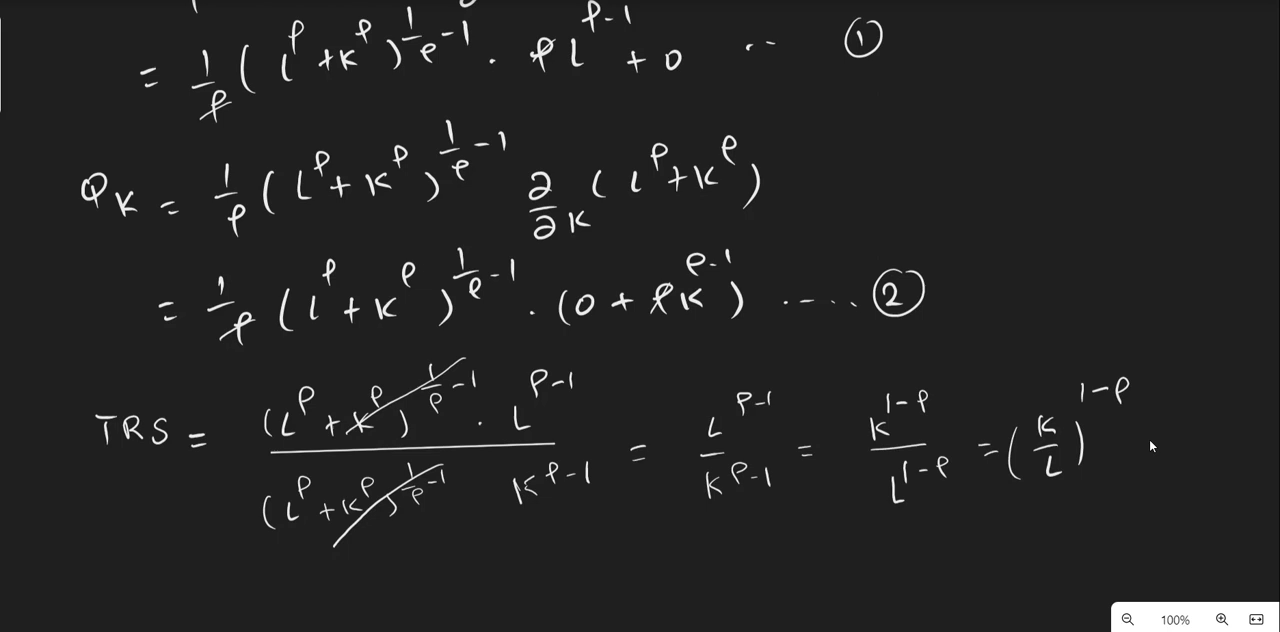 = 1/ρ (L^ρ + K^ρ)^(1/ρ - 1) · ρL^(ρ-1) + 0 ·· ①
Q_K = 1/ρ (L^ρ + K^ρ)^(1/ρ - 1) ∂/∂K (L^ρ + K^ρ)
= 1/ρ (L^ρ + K^ρ)^(1/ρ - 1) · (0 + ρK^(ρ-1)) ····· ②
TRS = (L^ρ + K^ρ)^(1/ρ - 1) · L^(ρ-1) / (L^ρ + K^ρ)^(1/ρ - 1) K^(ρ-1) = L^(ρ-1) / K^(ρ-1) = K^(1-ρ) / L^(1-ρ) = (K/L)^(1-ρ)
100%